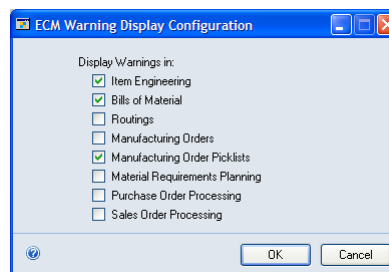 ECM Warning Display Configuration
Display Warnings in:
Item Engineering
Bills of Material
Routings
Manufacturing Orders
Manufacturing Order Picklists
Material Requirements Planning
Purchase Order Processing
Sales Order Processing
OK Cancel